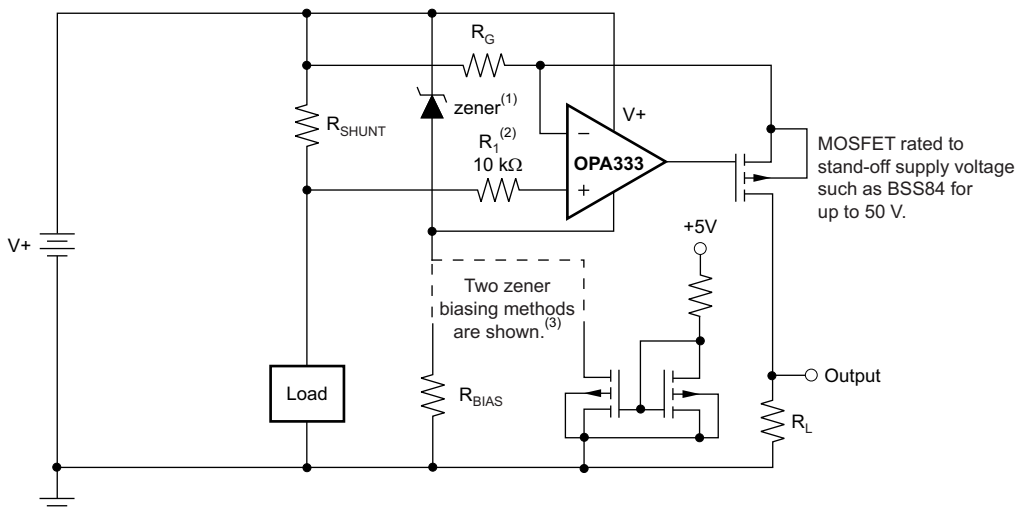 R_G
zener(1)
V+
R_SHUNT
R_1(2)
10 kΩ
−
OPA333
+
MOSFET rated to
stand-off supply voltage
such as BSS84 for
up to 50 V.
V+
+5V
Two zener
biasing methods
are shown.(3)
Load
R_BIAS
Output
R_L